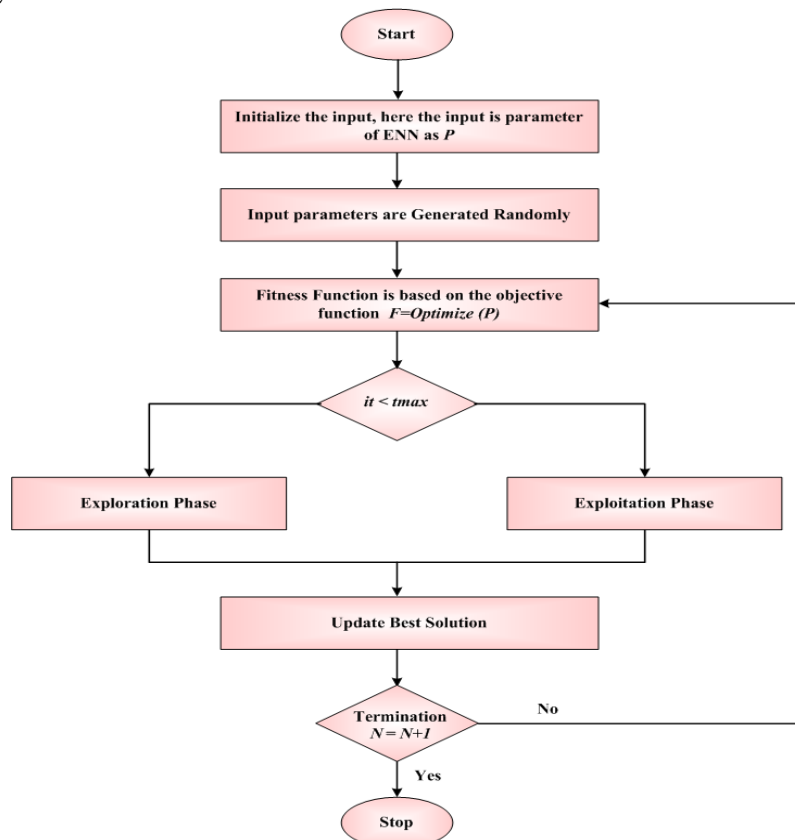 Start
Initialize the input, here the input is parameter
of ENN as P
Input parameters are Generated Randomly
Fitness Function is based on the objective
function F=Optimize (P)
it < tmax
Exploration Phase
Exploitation Phase
Update Best Solution
Termination
N = N+1
No
Yes
Stop